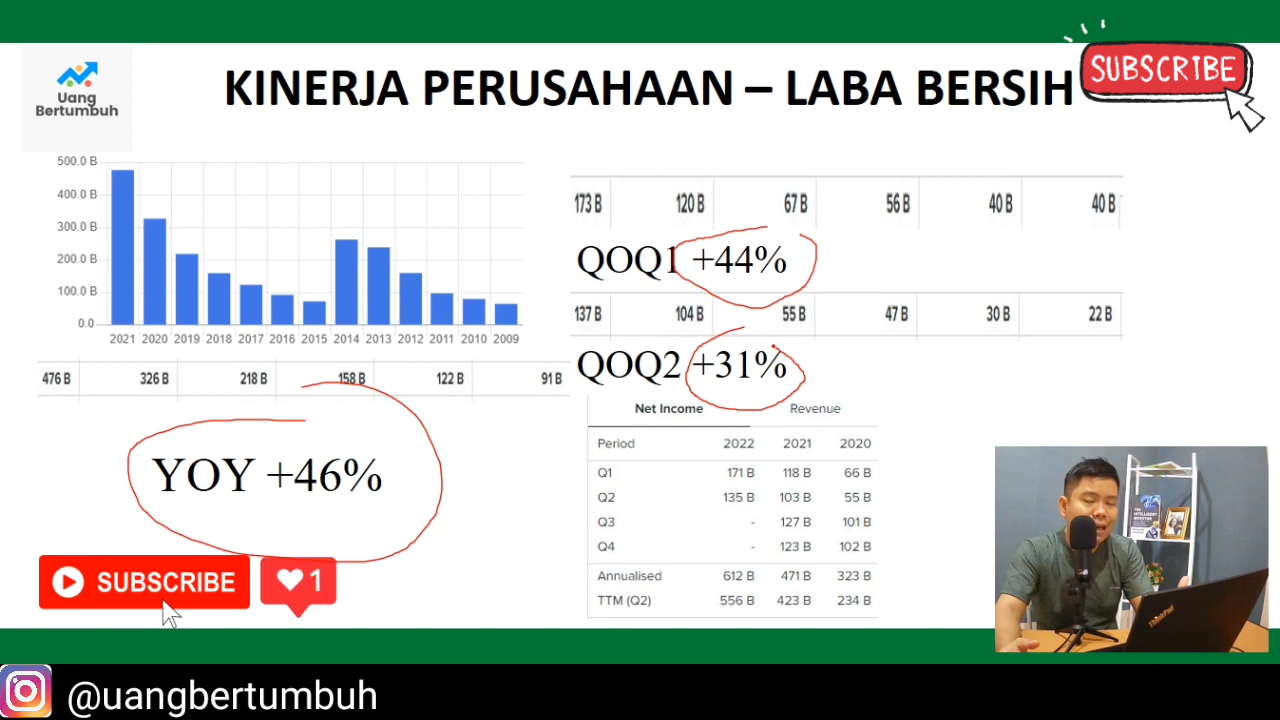 KINERJA PERUSAHAAN – LABA BERSIH
SUBSCRIBE
Uang
Bertumbuh
500.0 B
400.0 B
300.0 B
200.0 B
100.0 B
0.0
2021 2020 2019 2018 2017 2016 2015 2014 2013 2012 2011 2010 2009
476 B 326 B 218 B 158 B 122 B 91 B
YOY +46%
173 B 120 B 67 B 56 B 40 B 40 B
QOQ1 +44%
137 B 104 B 55 B 47 B 30 B 22 B
QOQ2 +31%
Net Income Revenue
Period 2022 2021 2020
Q1 171 B 118 B 66 B
Q2 135 B 103 B 55 B
Q3 - 127 B 101 B
Q4 - 123 B 102 B
Annualised 612 B 471 B 323 B
TTM (Q2) 556 B 423 B 234 B
SUBSCRIBE
1
THE
INTELLIGENT
INVESTOR
ThinkPad
@uangbertumbuh